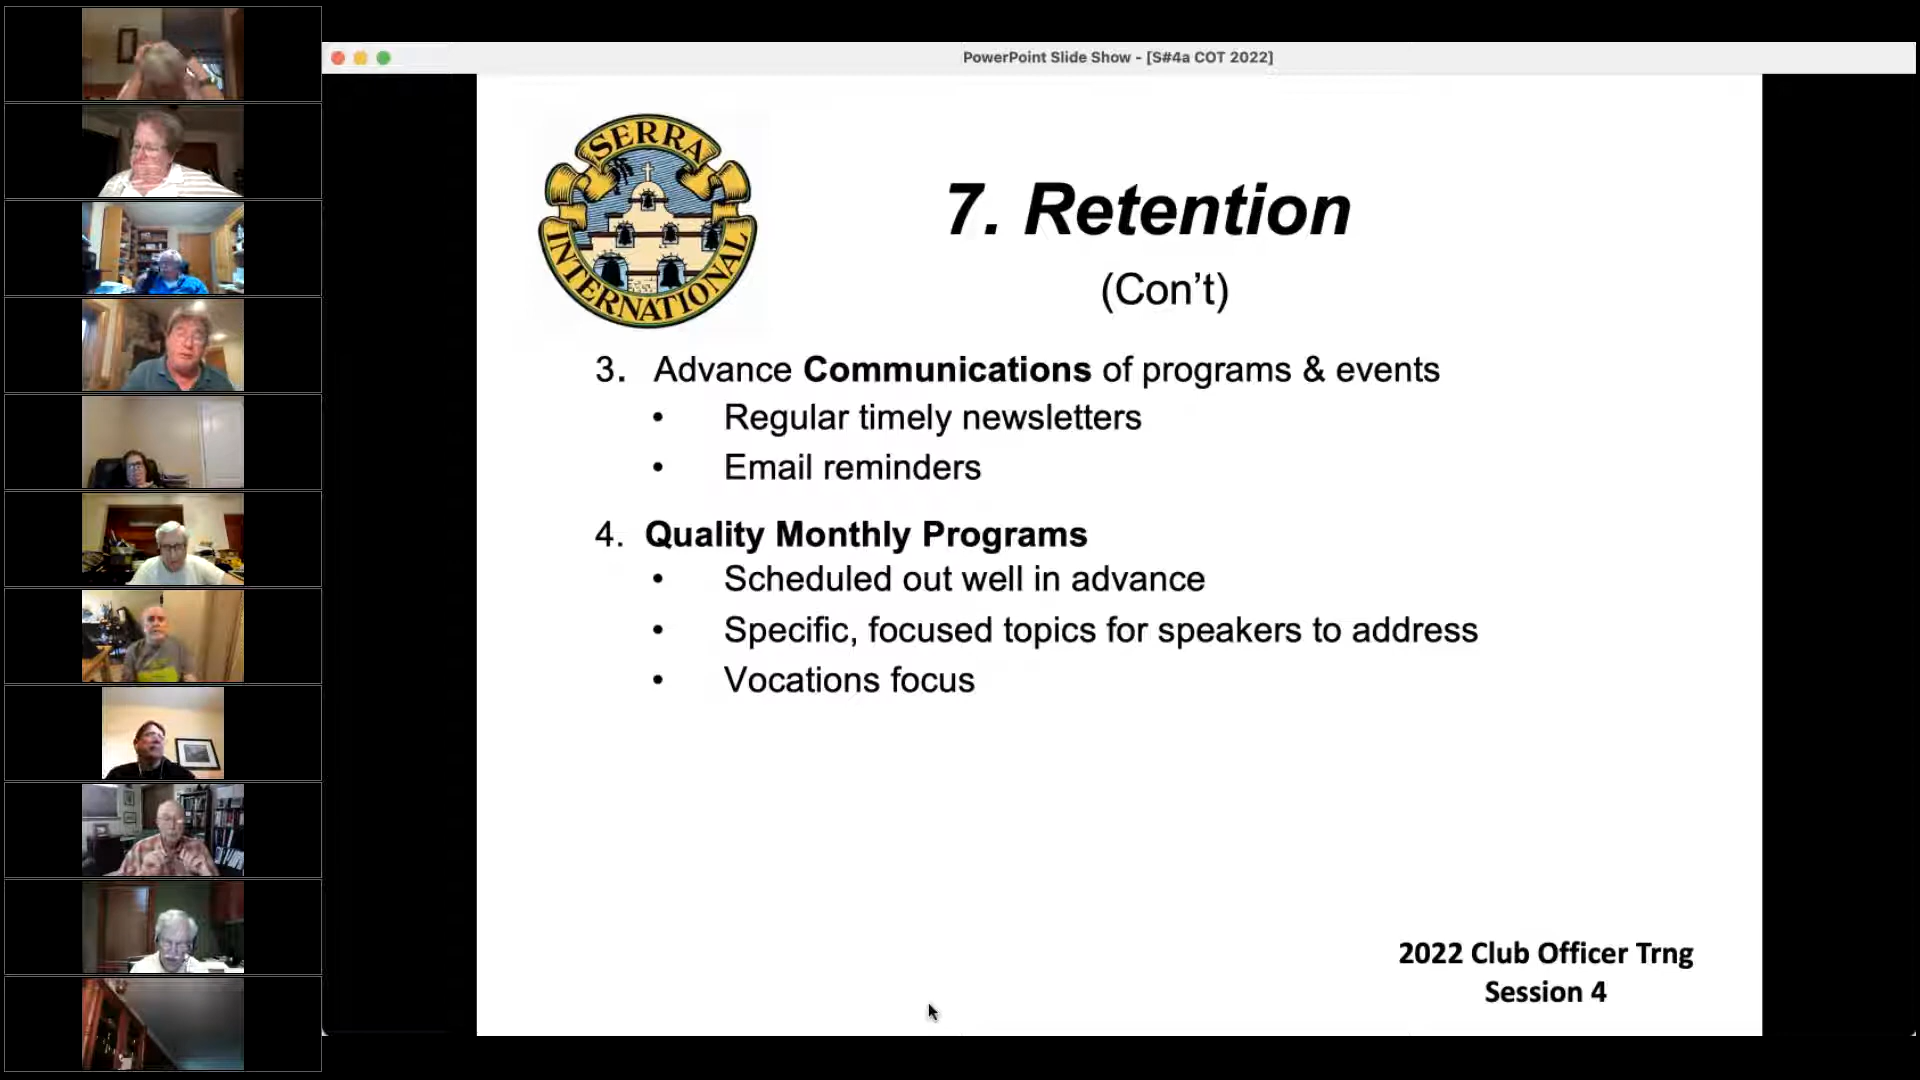 PowerPoint Slide Show - [S#4a COT 2022]
SERRA
INTERNATIONAL
7. Retention
(Con’t)
3. Advance Communications of programs & events
• Regular timely newsletters
• Email reminders
4. Quality Monthly Programs
• Scheduled out well in advance
• Specific, focused topics for speakers to address
• Vocations focus
2022 Club Officer Trng
Session 4